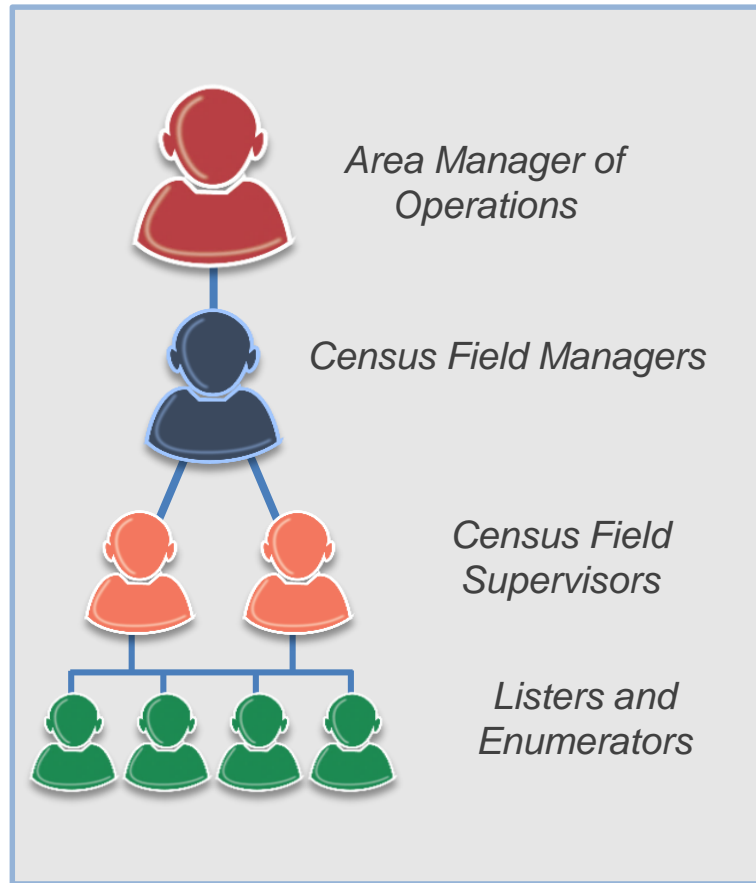 Area Manager of
Operations
Census Field Managers
Census Field
Supervisors
Listers and
Enumerators